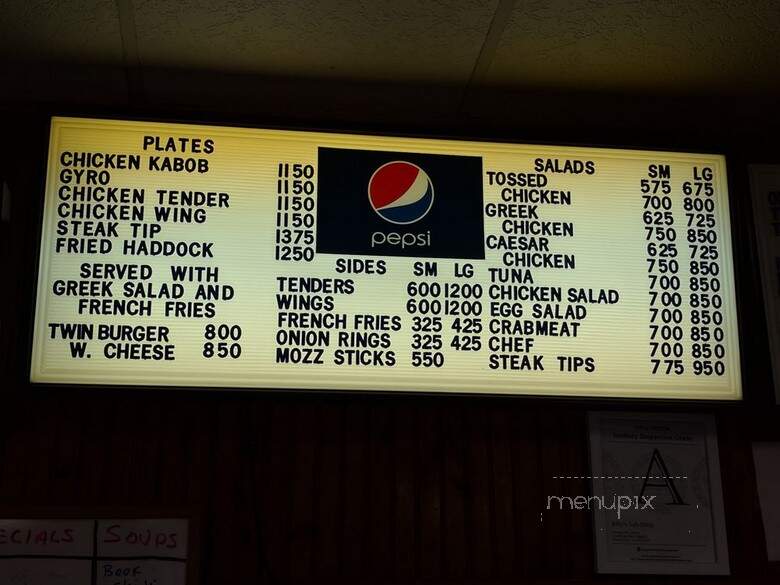 PLATES
CHICKEN KABOB 1150
GYRO 1150
CHICKEN TENDER 1150
CHICKEN WING 1150
STEAK TIP 1375
FRIED HADDOCK 1250
SERVED WITH
GREEK SALAD AND
FRENCH FRIES
TWIN BURGER 800
W. CHEESE 850
pepsi
SIDES SM LG
TENDERS 600 1200
WINGS 600 1200
FRENCH FRIES 325 425
ONION RINGS 325 425
MOZZ STICKS 550
SALADS SM LG
TOSSED 575 675
CHICKEN 700 800
GREEK 625 725
CHICKEN 750 850
CAESAR 625 725
CHICKEN 750 850
TUNA 700 850
CHICKEN SALAD 700 850
EGG SALAD 700 850
CRABMEAT 700 850
CHEF 700 850
STEAK TIPS 775 950
A
menupix
ECIALS
SOUPS